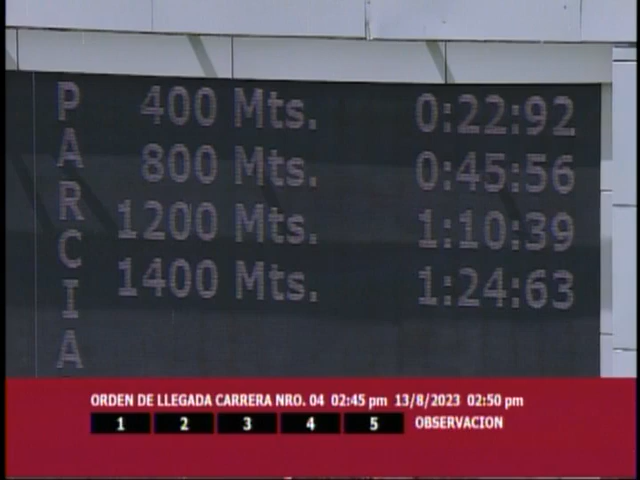 PARCIA
400 Mts. 0:22:92
800 Mts. 0:45:56
1200 Mts. 1:10:39
1400 Mts. 1:24:63
ORDEN DE LLEGADA CARRERA NRO. 04 02:45 pm 13/8/2023 02:50 pm
1 2 3 4 5 OBSERVACION